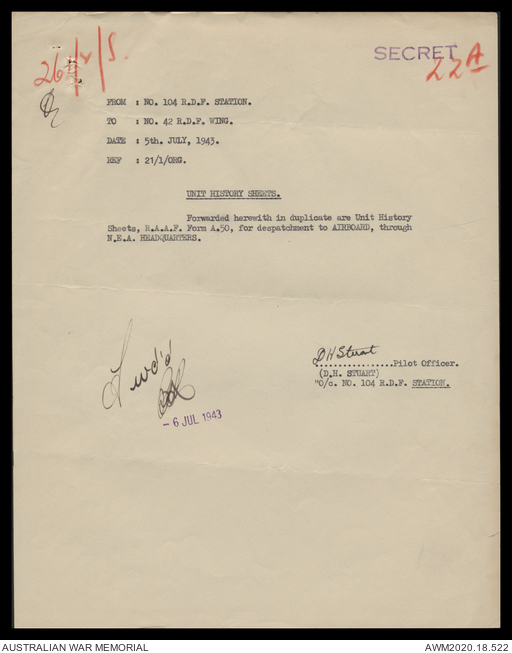 SECRET
22A
FROM : NO. 104 R.D.F. STATION.
TO : NO. 42 R.D.F. WING.
DATE : 5th. JULY, 1943.
REF : 21/1/ORG.
UNIT HISTORY SHEETS.
Forwarded herewith in duplicate are Unit History
Sheets, R.A.A.F. Form A.50, for despatchment to AIRBOARD, through
N.E.A. HEADQUARTERS.
Fwd'd
DH Stuart
....................Pilot Officer.
(D.H. STUART)
"O/c. NO. 104 R.D.F. STATION.
- 6 JUL 1943
AUSTRALIAN WAR MEMORIAL
AWM2020.18.522